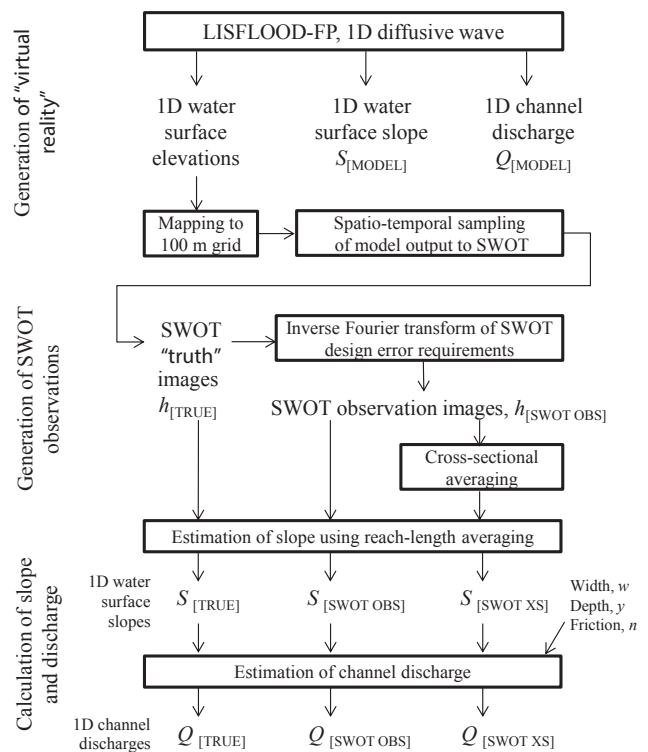 Generation of "virtual
reality"
LISFLOOD-FP, 1D diffusive wave
1D water
surface
elevations
1D water
surface slope
S[MODEL]
1D channel
discharge
Q[MODEL]
Mapping to
100 m grid
Spatio-temporal sampling
of model output to SWOT
Generation of SWOT
observations
SWOT
"truth"
images
h[TRUE]
Inverse Fourier transform of SWOT
design error requirements
SWOT observation images, h[SWOT OBS]
Cross-sectional
averaging
Calculation of slope
and discharge
Estimation of slope using reach-length averaging
1D water
surface
slopes
S [TRUE]
S [SWOT OBS]
S [SWOT XS]
Width, w
Depth, y
Friction, n
Estimation of channel discharge
1D channel
discharges
Q [TRUE]
Q [SWOT OBS]
Q [SWOT XS]